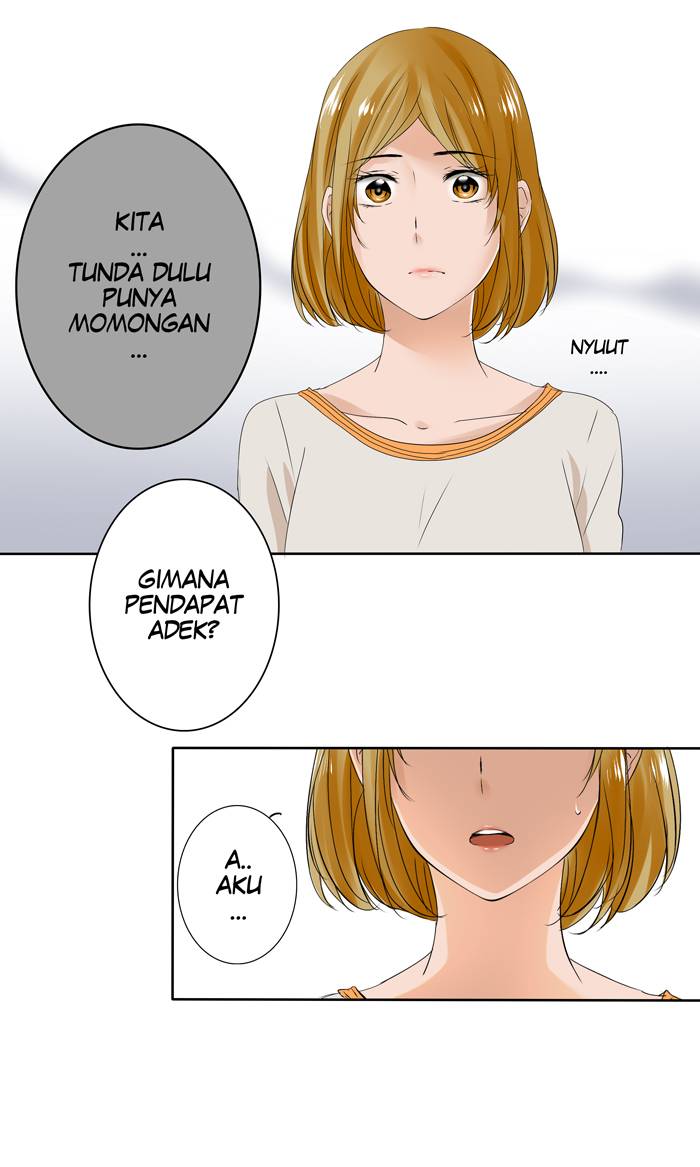 KITA
...
TUNDA DULU
PUNYA
MOMONGAN
...
NYUUT
....
GIMANA
PENDAPAT
ADEK?
A..
AKU
...